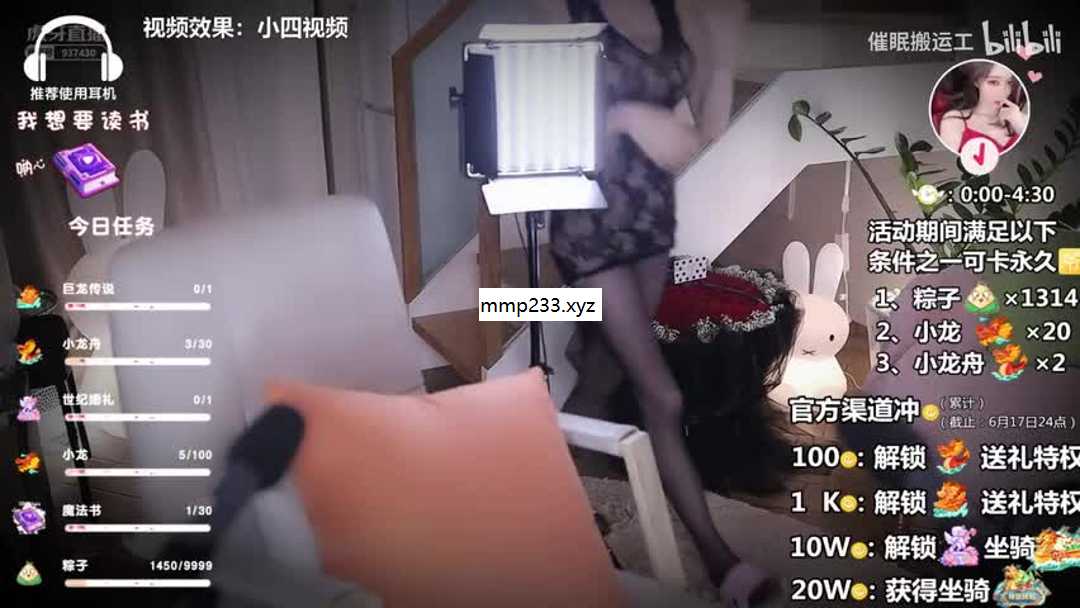 虎牙直播
937430
视频效果：小四视频
推荐使用耳机
我想要读书
催眠搬运工 bilibili
今日任务
巨龙传说 0/1
小龙舟 3/30
世纪婚礼 0/1
小龙 5/100
魔法书 1/30
粽子 1450/9999
mmp233.xyz
：0:00-4:30
活动期间满足以下
条件之一可卡永久
1、粽子 ×1314
2、小龙 ×20
3、小龙舟 ×2
官方渠道冲 （累计）
（截止：6月17日24点）
100 ：解锁 送礼特权
1 K ：解锁 送礼特权
10W ：解锁 坐骑
20W ：获得坐骑